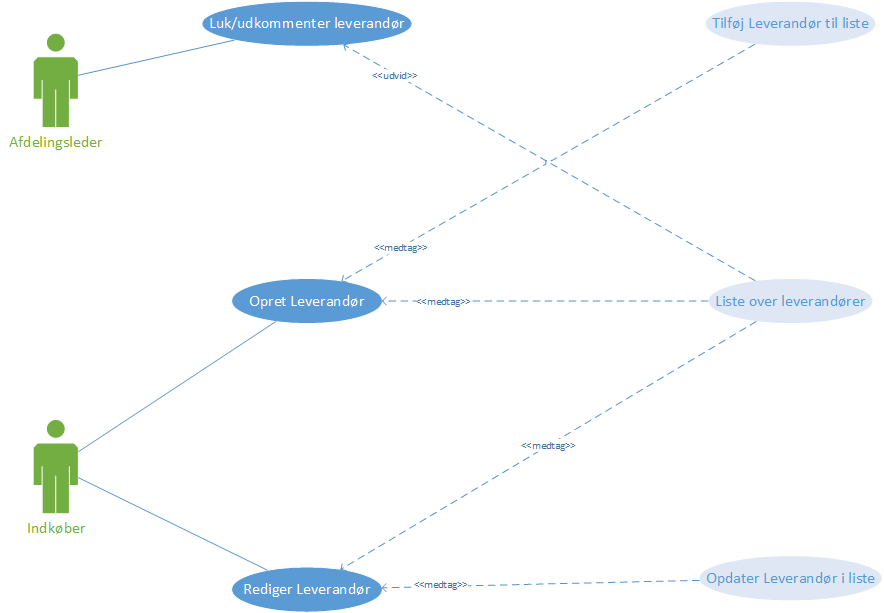 Luk/udkommenter leverandør
Tilføj Leverandør til liste
<<udvid>>
Afdelingsleder
<<medtag>>
Opret Leverandør
<<medtag>>
Liste over leverandører
<<medtag>>
Indkøber
Rediger Leverandør
<<medtag>>
Opdater Leverandør i liste